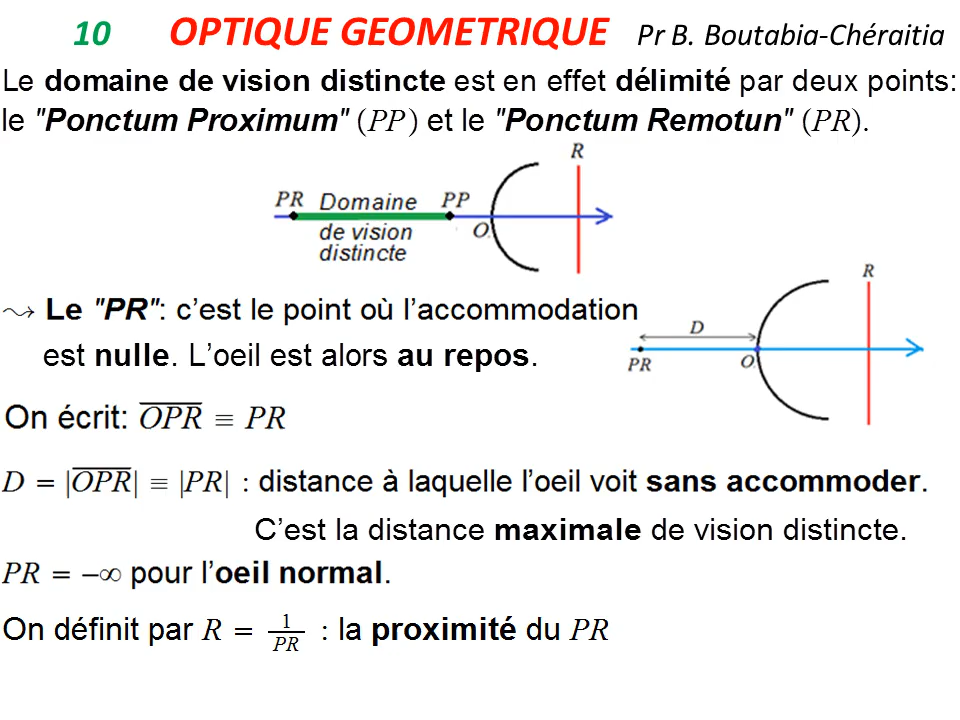 10 OPTIQUE GEOMETRIQUE Pr B. Boutabia-Chéraitia
Le domaine de vision distincte est en effet délimité par deux points:
le "Ponctum Proximum" (PP) et le "Ponctum Remotun" (PR).
R
PR Domaine PP
de vision
distincte
O
R
D
PR O
⤳ Le "PR": c'est le point où l'accommodation
est nulle. L'oeil est alors au repos.
On écrit: \overline{OPR} ≡ PR
D = |\overline{OPR}| ≡ |PR| : distance à laquelle l'oeil voit sans accommoder.
C'est la distance maximale de vision distincte.
PR = −∞ pour l'oeil normal.
On définit par R = \frac{1}{PR} : la proximité du PR